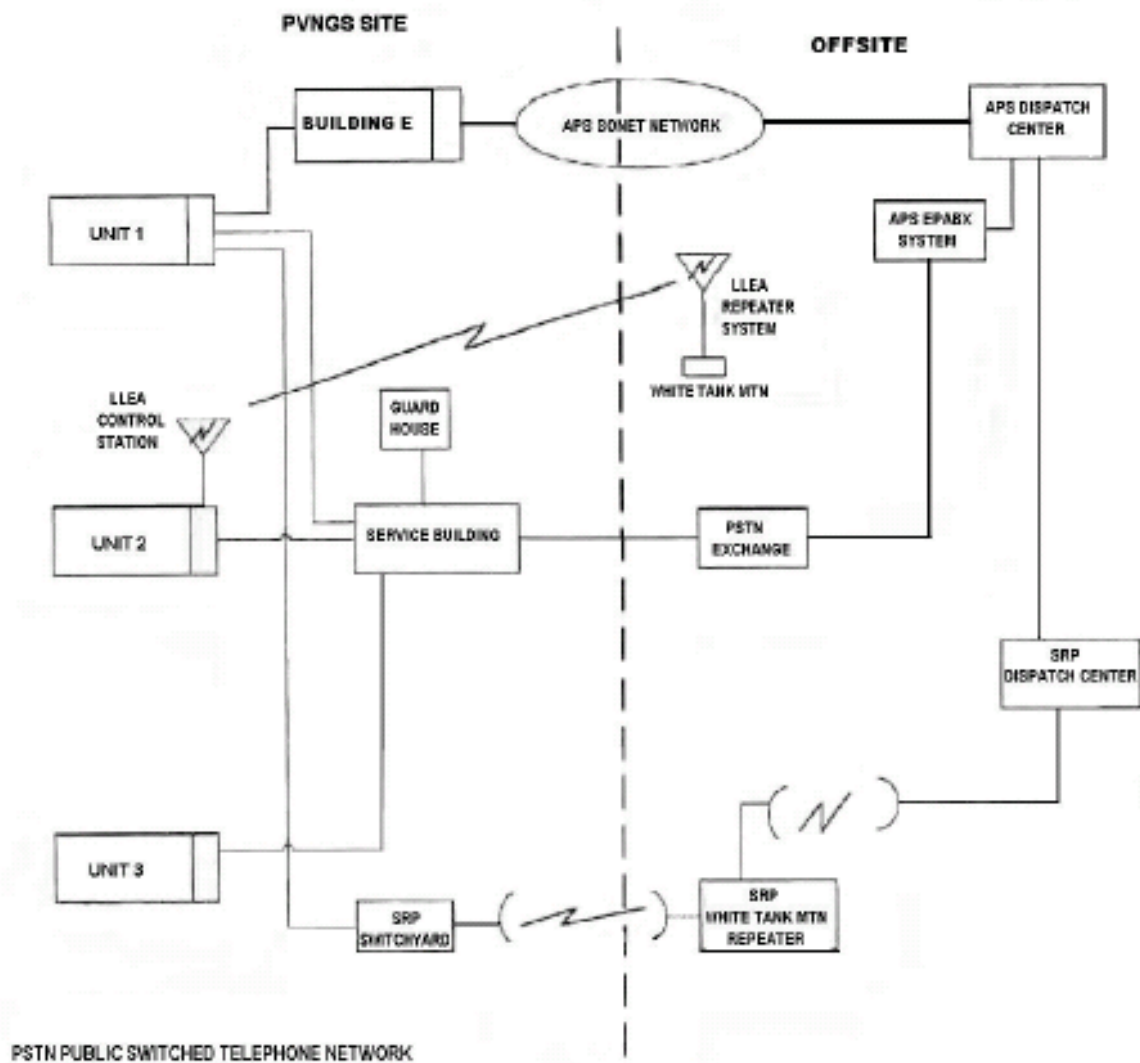 PVNGS SITE
OFFSITE
BUILDING E
APS SONET NETWORK
APS DISPATCH
CENTER
UNIT 1
APS EPABX
SYSTEM
LLEA
REPEATER
SYSTEM
WHITE TANK MTN
LLEA
CONTROL
STATION
GUARD
HOUSE
UNIT 2
SERVICE BUILDING
PSTN
EXCHANGE
SRP
DISPATCH CENTER
UNIT 3
SRP
SWITCHYARD
SRP
WHITE TANK MTN
REPEATER
PSTN PUBLIC SWITCHED TELEPHONE NETWORK